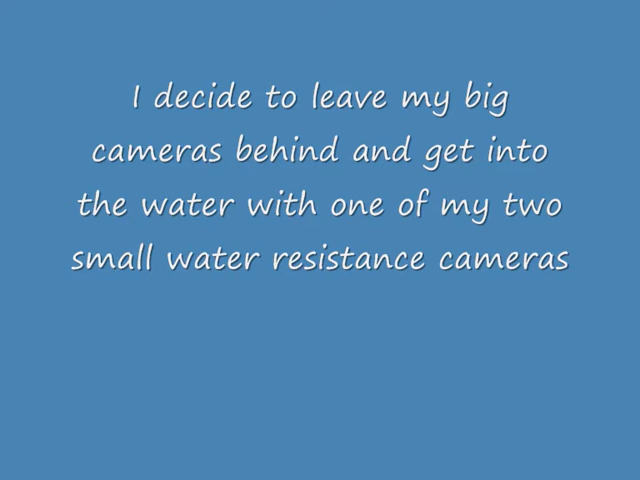 I decide to leave my big
cameras behind and get into
the water with one of my two
small water resistance cameras